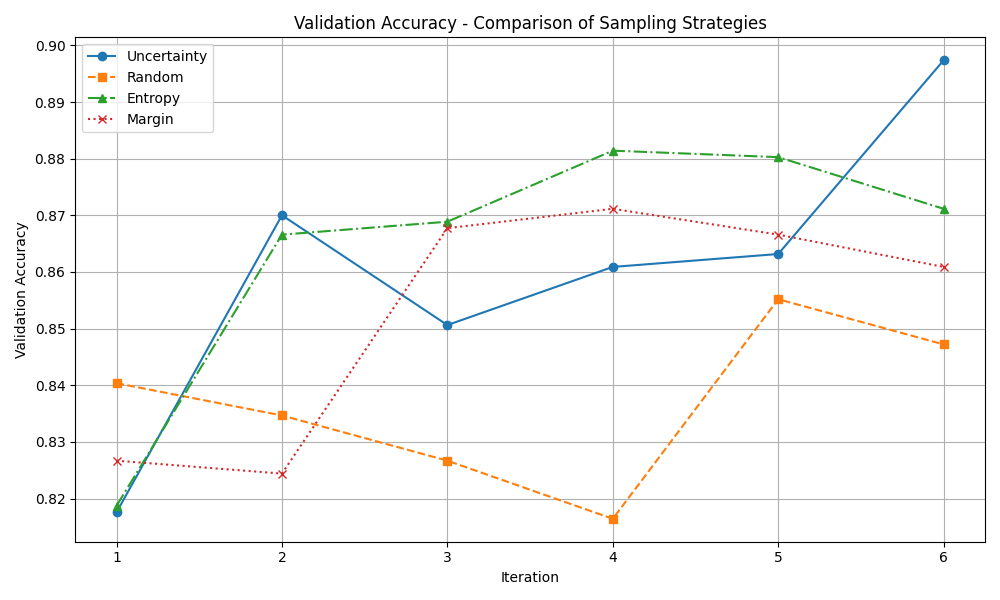 Validation Accuracy - Comparison of Sampling Strategies
Uncertainty
Random
Entropy
Margin
Validation Accuracy
0.90
0.89
0.88
0.87
0.86
0.85
0.84
0.83
0.82
1 2 3 4 5 6
Iteration